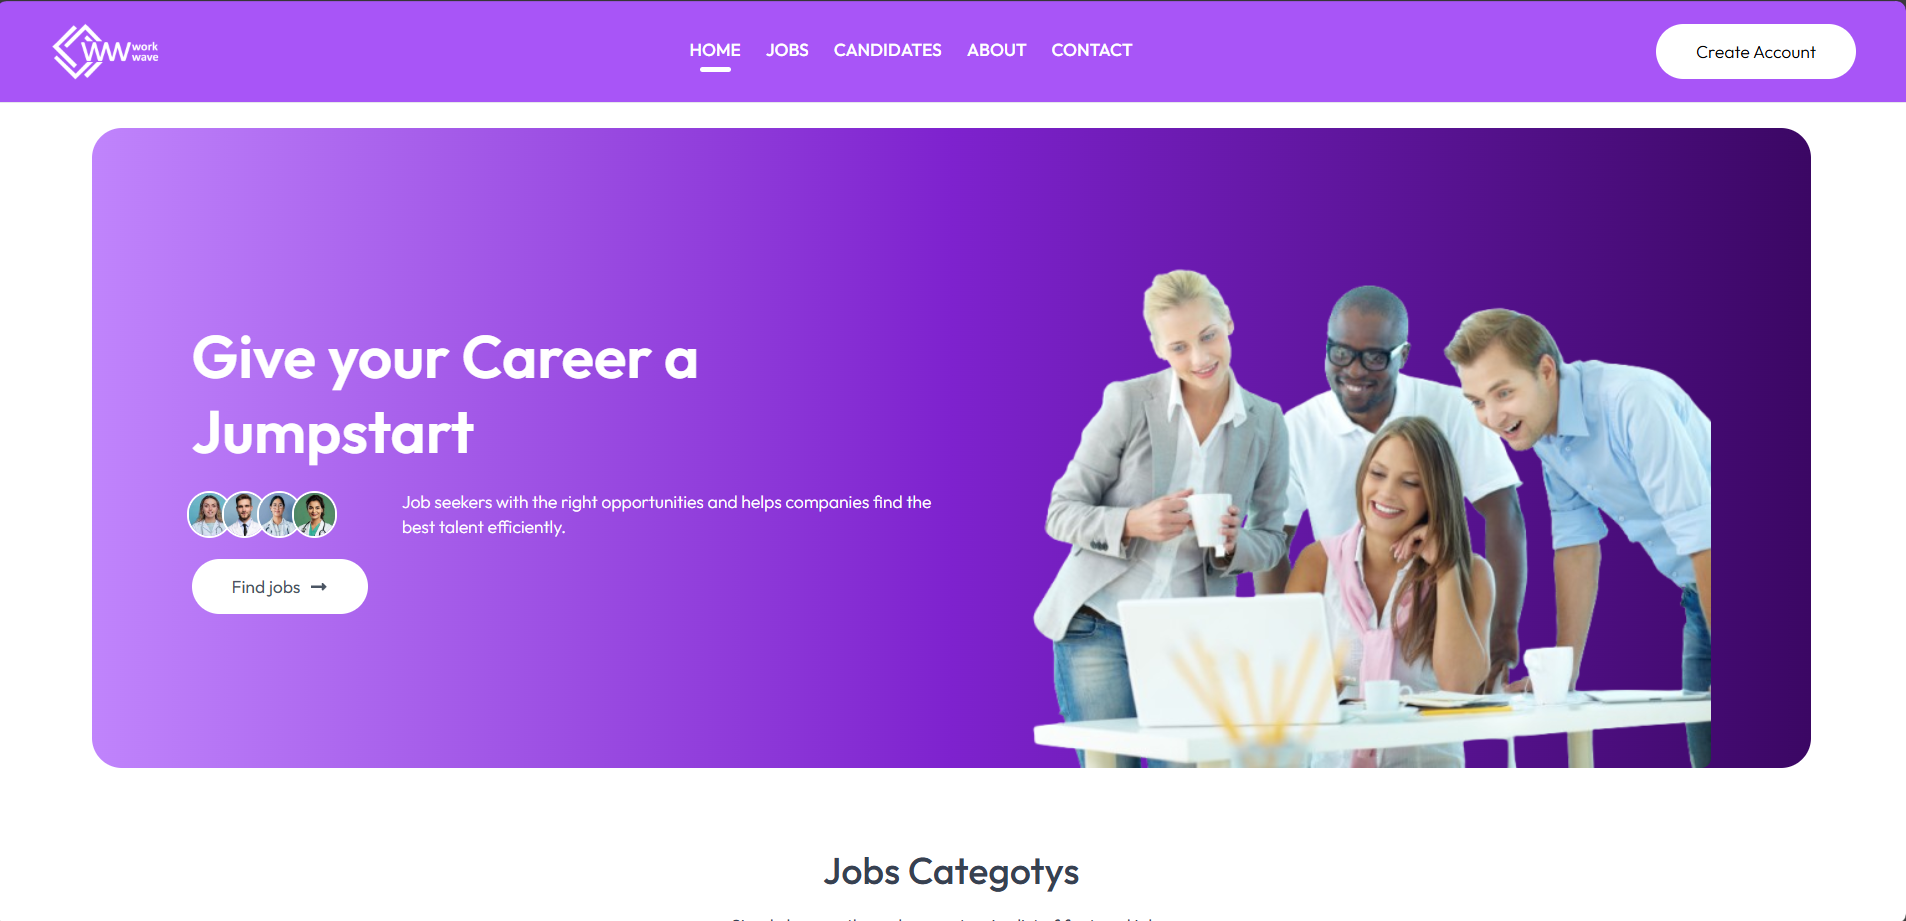 WW work
wave
HOME JOBS CANDIDATES ABOUT CONTACT
Create Account
Give your Career a
Jumpstart
Job seekers with the right opportunities and helps companies find the
best talent efficiently.
Find jobs
Jobs Categotys